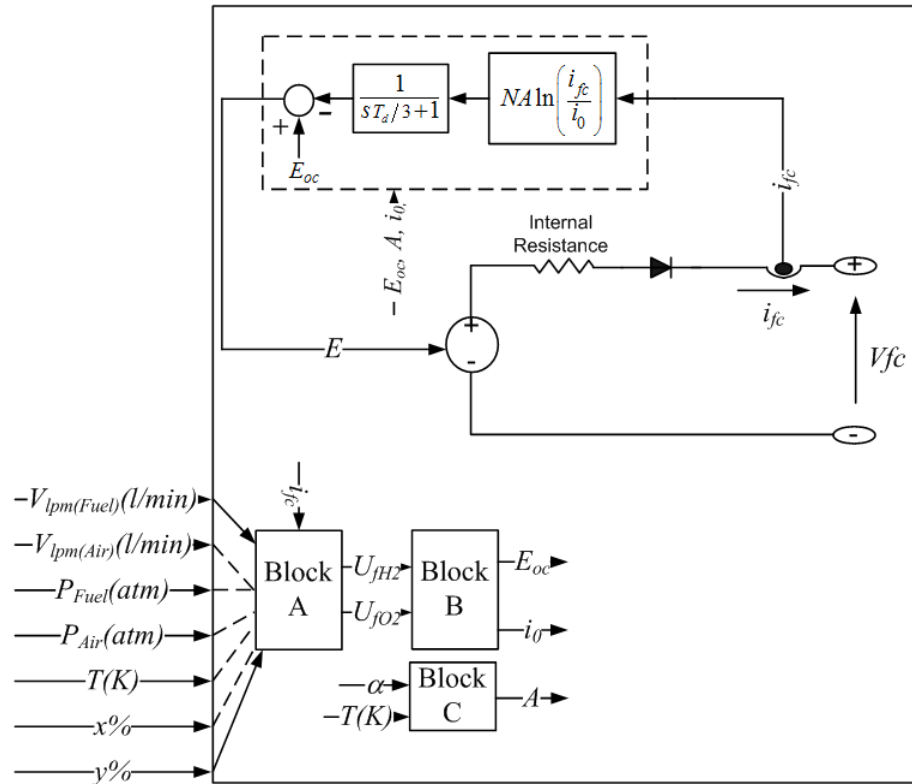 1
sT_d/3+1
NA ln(i_fc/i_0)
+
−
E_oc
− E_oc, A, i_0,
i_fc
Internal
Resistance
+
i_fc
+
-
E
Vfc
-
–V_lpm(Fuel)(l/min)
–V_lpm(Air)(l/min)
P_Fuel(atm)
P_Air(atm)
T(K)
x%
y%
i_fc
Block
A
U_fH2
U_fO2
Block
B
E_oc
i_0
α
–T(K)
Block
C
A